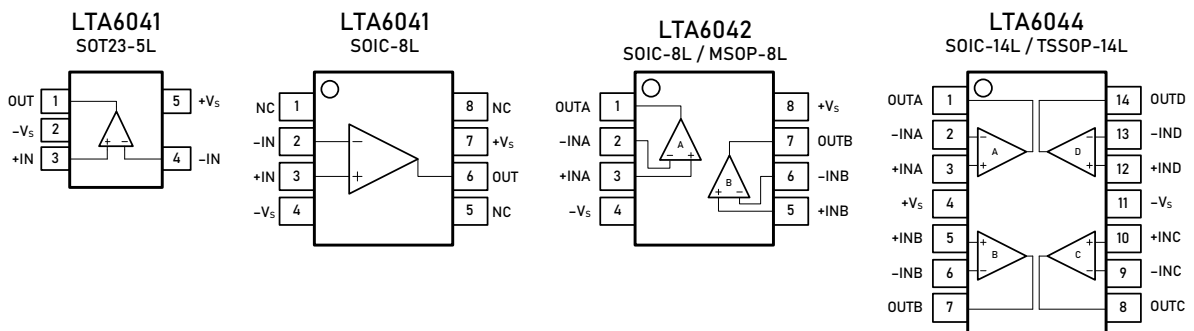 LTA6041
SOT23-5L
OUT 1 5 +VS
−VS 2
+IN 3 4 −IN
+ −
LTA6041
SOIC-8L
NC 1 8 NC
−IN 2 7 +VS
+IN 3 6 OUT
−VS 4 5 NC
−
+
LTA6042
SOIC-8L / MSOP-8L
OUTA 1 8 +VS
−INA 2 7 OUTB
+INA 3 6 −INB
−VS 4 5 +INB
A
− +
B
+ −
LTA6044
SOIC-14L / TSSOP-14L
OUTA 1 14 OUTD
−INA 2 − A − D 13 −IND
+INA 3 + + 12 +IND
+VS 4 11 −VS
+INB 5 + B + C 10 +INC
−INB 6 − − 9 −INC
OUTB 7 8 OUTC